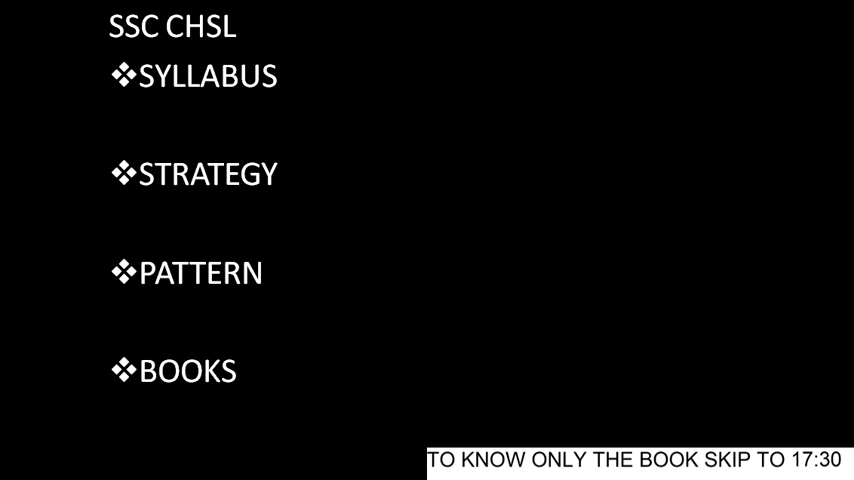 SSC CHSL
❖SYLLABUS
❖STRATEGY
❖PATTERN
❖BOOKS
TO KNOW ONLY THE BOOK SKIP TO 17:30